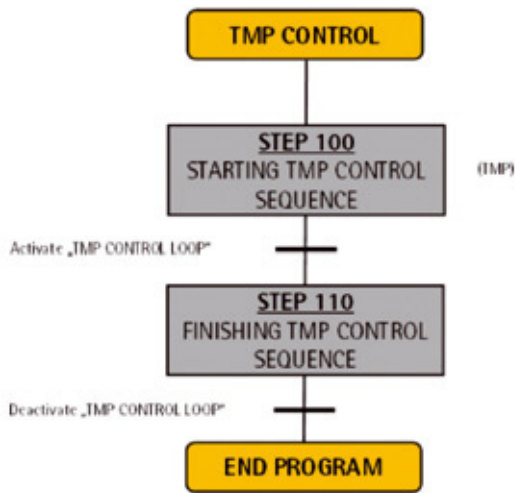 TMP CONTROL
STEP 100
STARTING TMP CONTROL
SEQUENCE
(TMP)
Activate „TMP CONTROL LOOP"
STEP 110
FINISHING TMP CONTROL
SEQUENCE
Deactivate „TMP CONTROL LOOP"
END PROGRAM